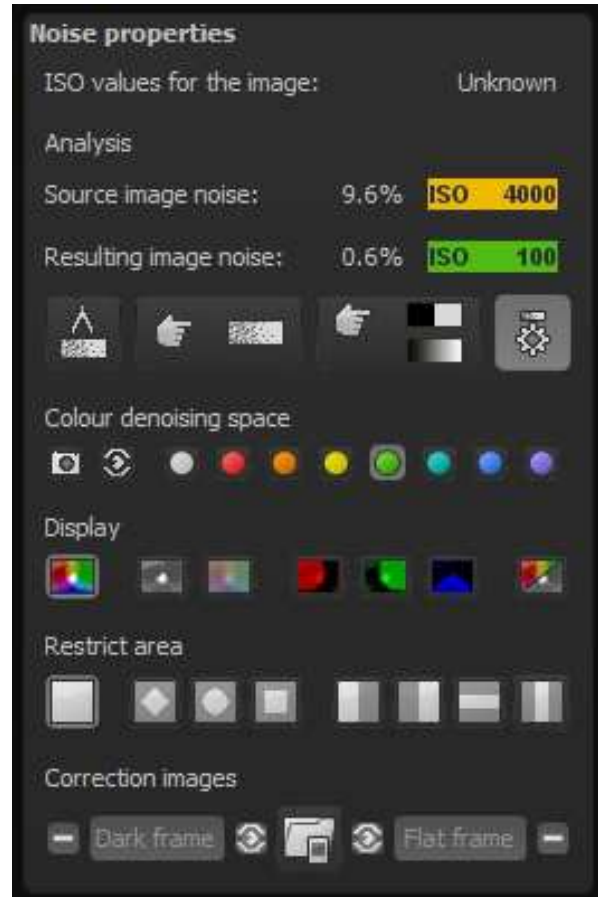 Noise properties
ISO values for the image: Unknown
Analysis
Source image noise: 9.6% ISO 4000
Resulting image noise: 0.6% ISO 100
Colour denoising space
Display
Restrict area
Correction images
Dark frame Flat frame